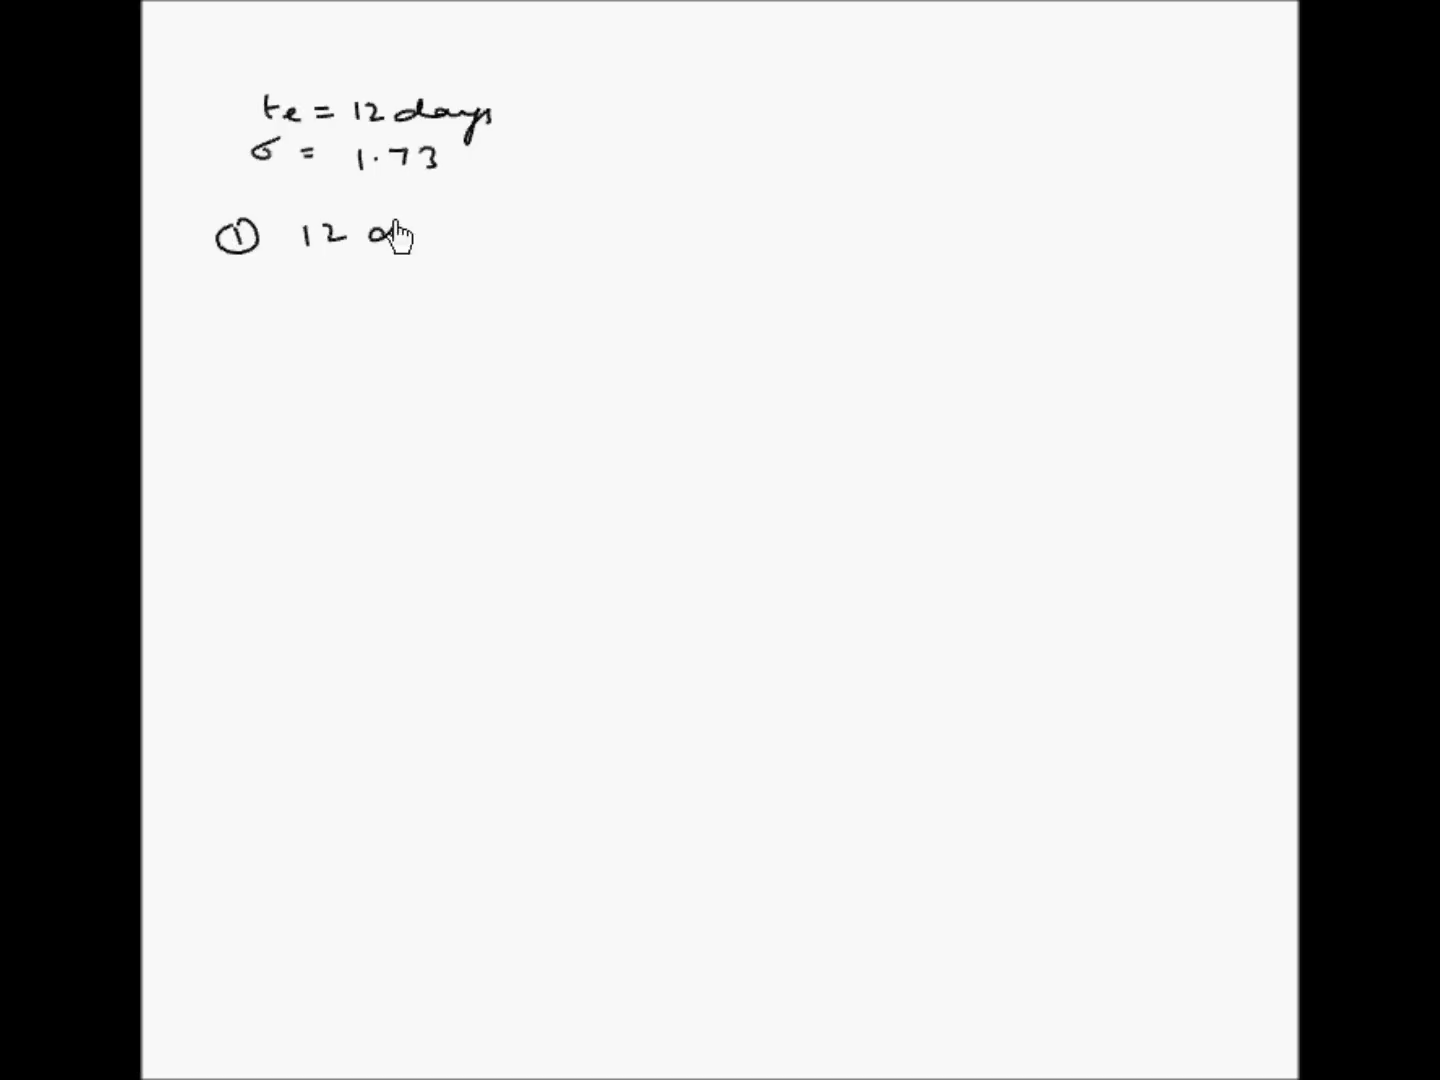 te = 12 days
σ = 1.73
① 12